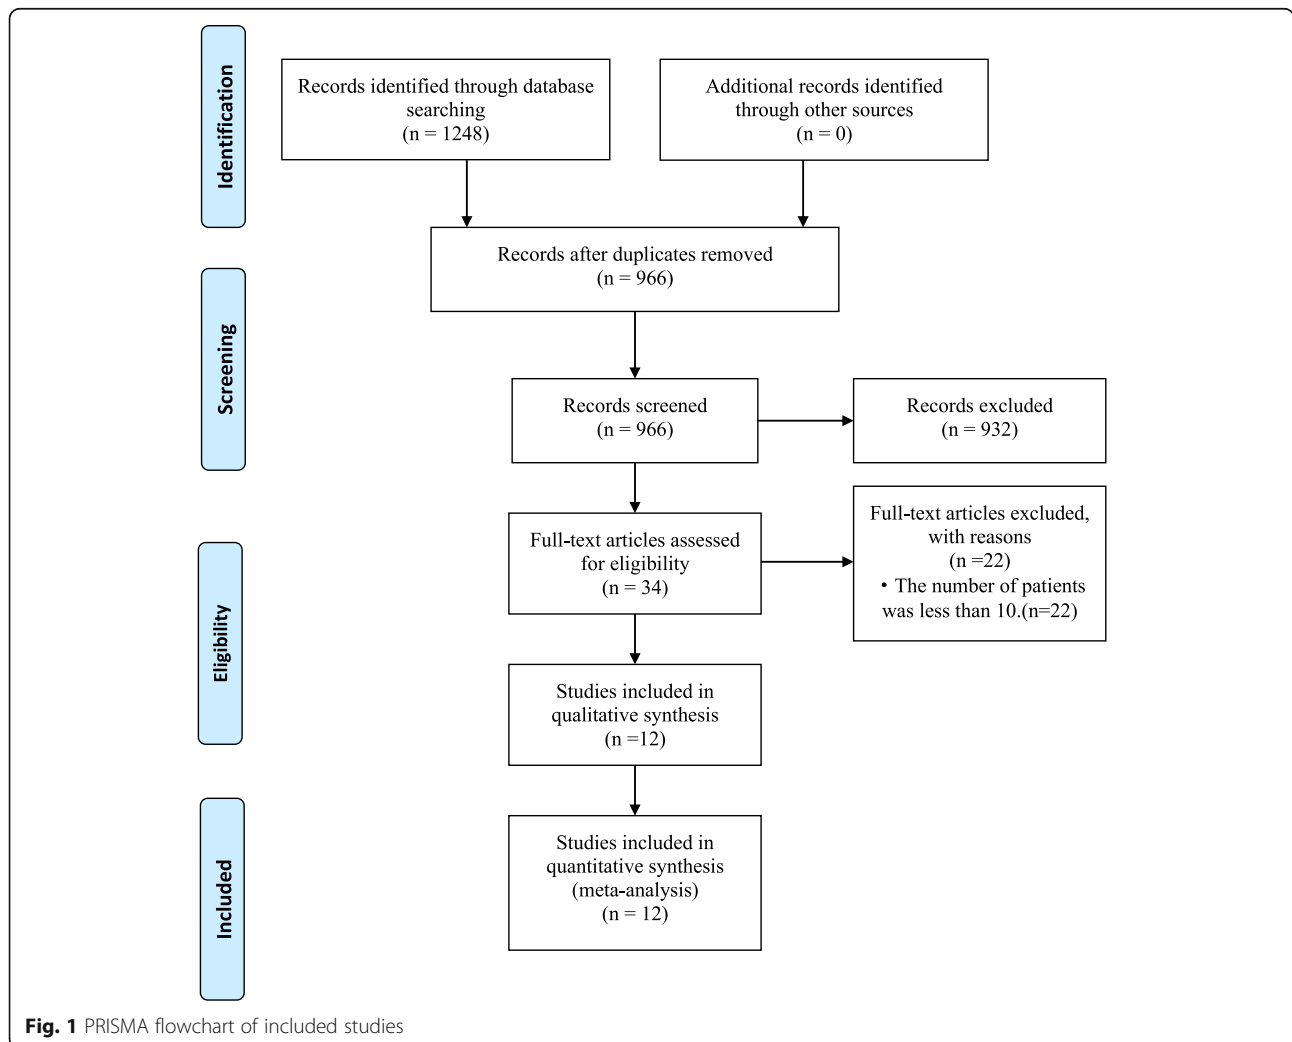 Identification
Records identified through database
searching
(n = 1248)
Additional records identified
through other sources
(n = 0)
Records after duplicates removed
(n = 966)
Screening
Records screened
(n = 966)
Records excluded
(n = 932)
Eligibility
Full-text articles assessed
for eligibility
(n = 34)
Full-text articles excluded,
with reasons
(n =22)
• The number of patients
was less than 10.(n=22)
Studies included in
qualitative synthesis
(n =12)
Included
Studies included in
quantitative synthesis
(meta-analysis)
(n = 12)
Fig. 1 PRISMA flowchart of included studies